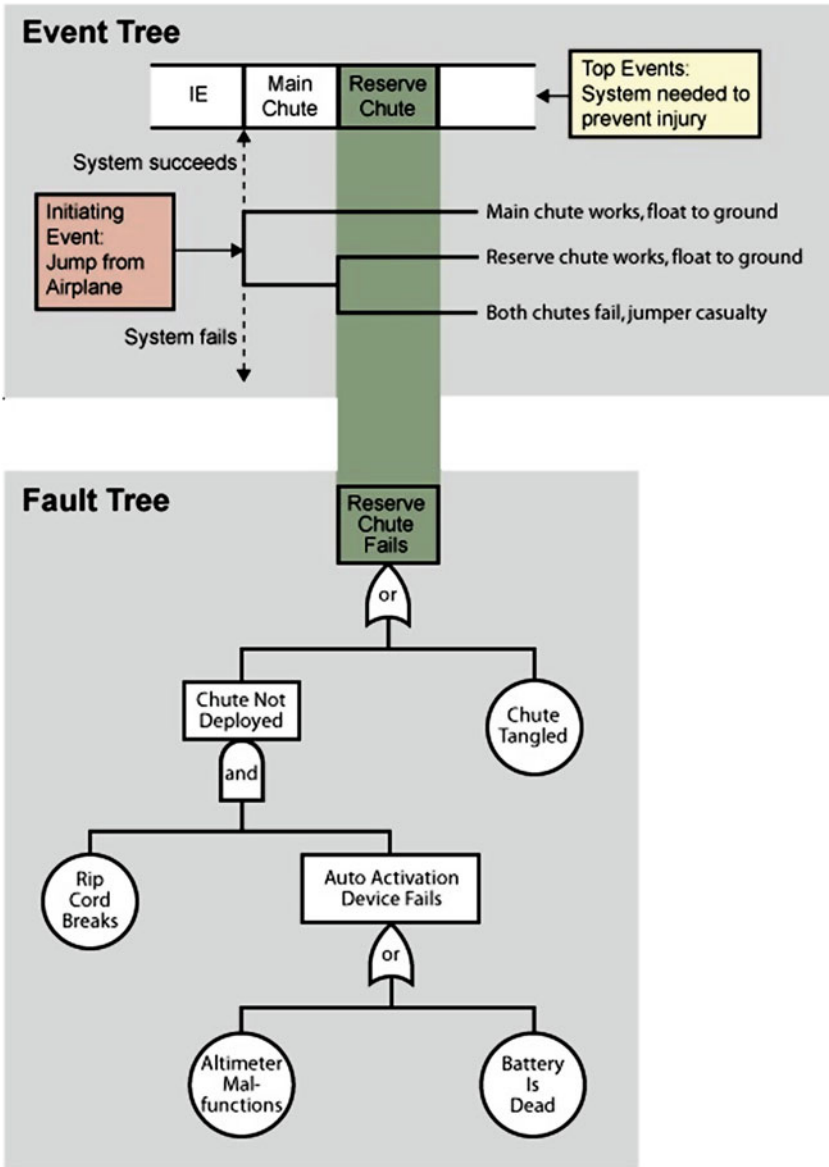 Event Tree
IE
Main
Chute
Reserve
Chute
Top Events:
System needed to
prevent injury
System succeeds
Initiating
Event:
Jump from
Airplane
Main chute works, float to ground
Reserve chute works, float to ground
Both chutes fail, jumper casualty
System fails
Fault Tree
Reserve
Chute
Fails
or
Chute Not
Deployed
Chute
Tangled
and
Rip
Cord
Breaks
Auto Activation
Device Fails
or
Altimeter
Mal-
functions
Battery
Is
Dead